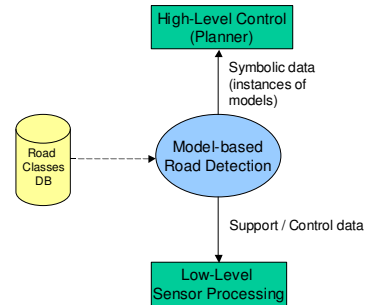 High-Level Control
(Planner)
Symbolic data
(instances of
models)
Road
Classes
DB
Model-based
Road Detection
Support / Control data
Low-Level
Sensor Processing